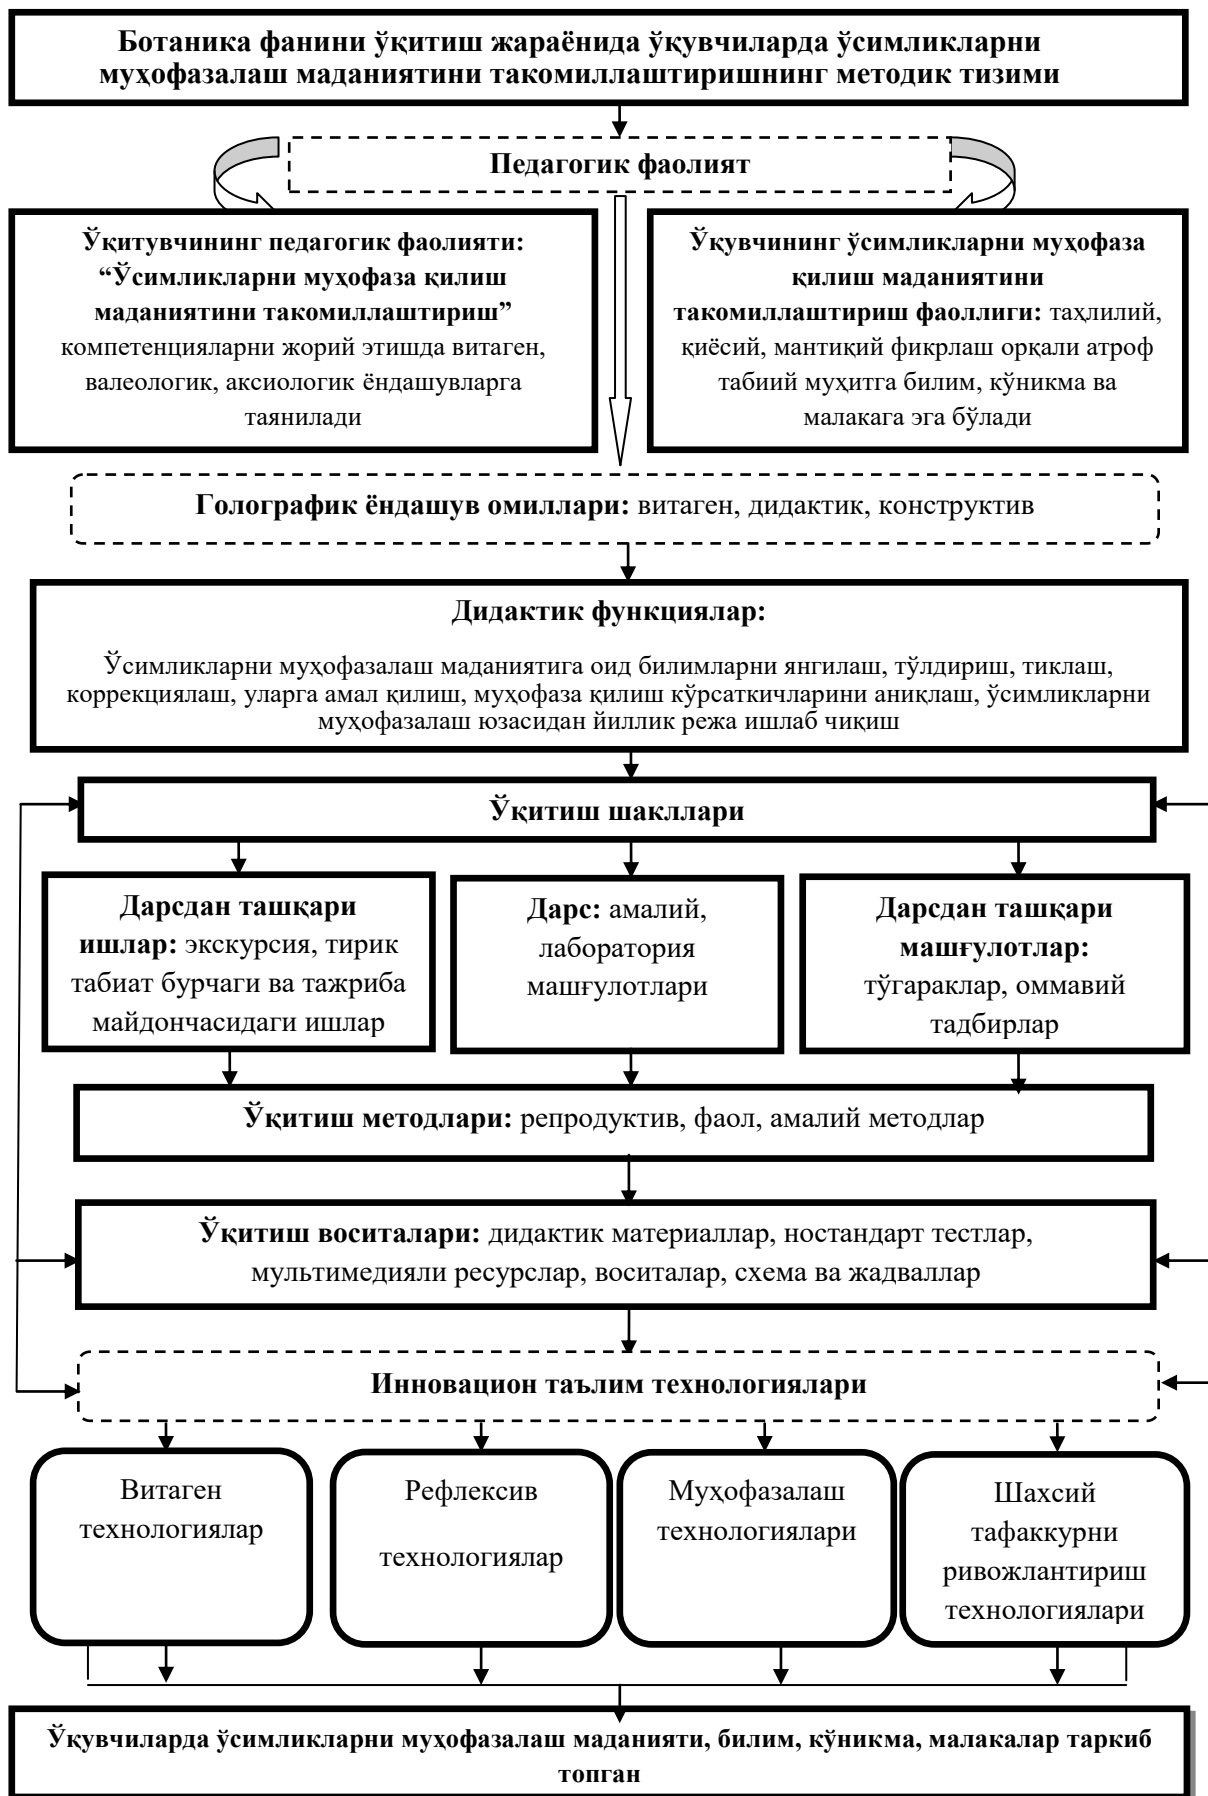 Ботаника фанини ўқитиш жараёнида ўқувчиларда ўсимликларни
муҳофазалаш маданиятини такомиллаштиришнинг методик тизими
Педагогик фаолият
Ўқитувчининг педагогик фаолияти:
“Ўсимликларни муҳофаза қилиш
маданиятини такомиллаштириш”
компетенцияларни жорий этишда витаген,
валеологик, аксиологик ёндашувларга
таянилади
Ўқувчининг ўсимликларни муҳофаза
қилиш маданиятини
такомиллаштириш фаоллиги: таҳлилий,
қиёсий, мантиқий фикрлаш орқали атроф
табиий муҳитга билим, кўникма ва
малакага эга бўлади
Голографик ёндашув омиллари: витаген, дидактик, конструктив
Дидактик функциялар:
Ўсимликларни муҳофазалаш маданиятига оид билимларни янгилаш, тўлдириш, тиклаш,
коррекциялаш, уларга амал қилиш, муҳофаза қилиш кўрсаткичларини аниқлаш, ўсимликларни
муҳофазалаш юзасидан йиллик режа ишлаб чиқиш
Ўқитиш шакллари
Дарсдан ташқари
ишлар: экскурсия, тирик
табиат бурчаги ва тажриба
майдончасидаги ишлар
Дарс: амалий,
лаборатория
машғулотлари
Дарсдан ташқари
машғулотлар:
тўгараклар, оммавий
тадбирлар
Ўқитиш методлари: репродуктив, фаол, амалий методлар
Ўқитиш воситалари: дидактик материаллар, ностандарт тестлар,
мультимедияли ресурслар, воситалар, схема ва жадваллар
Инновацион таълим технологиялари
Витаген
технологиялар
Рефлексив
технологиялар
Муҳофазалаш
технологиялари
Шахсий
тафаккурни
ривожлантириш
технологиялари
Ўқувчиларда ўсимликларни муҳофазалаш маданияти, билим, кўникма, малакалар таркиб
топган